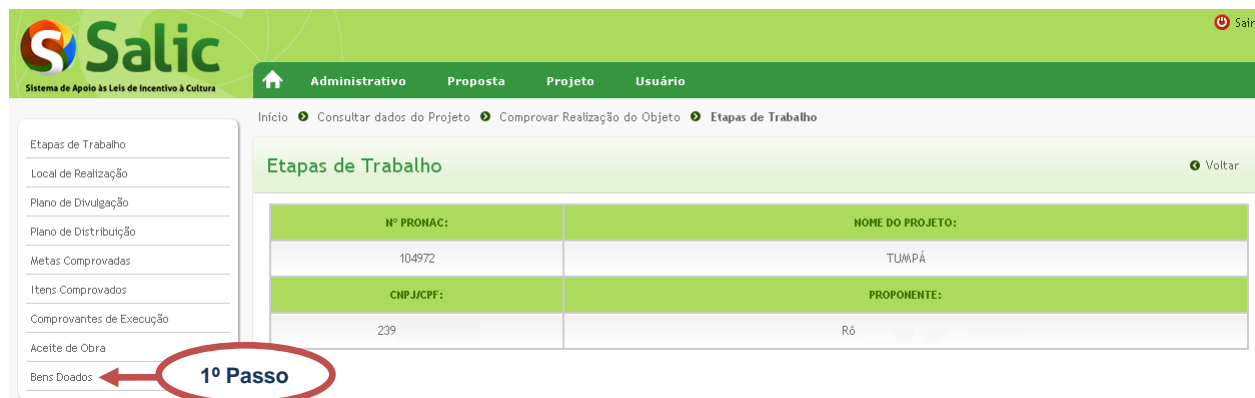 Salic
Sistema de Apoio às Leis de Incentivo à Cultura
Sair
Administrativo Proposta Projeto Usuário
Início Consultar dados do Projeto Comprovar Realização do Objeto Etapas de Trabalho
Etapas de Trabalho
Local de Realização
Plano de Divulgação
Plano de Distribuição
Metas Comprovadas
Itens Comprovados
Comprovantes de Execução
Aceite de Obra
Bens Doados
1º Passo
Etapas de Trabalho
Voltar
Nº PRONAC: NOME DO PROJETO:
104972 TUMPÁ
CNPJ/CPF: PROPONENTE:
239 Rô